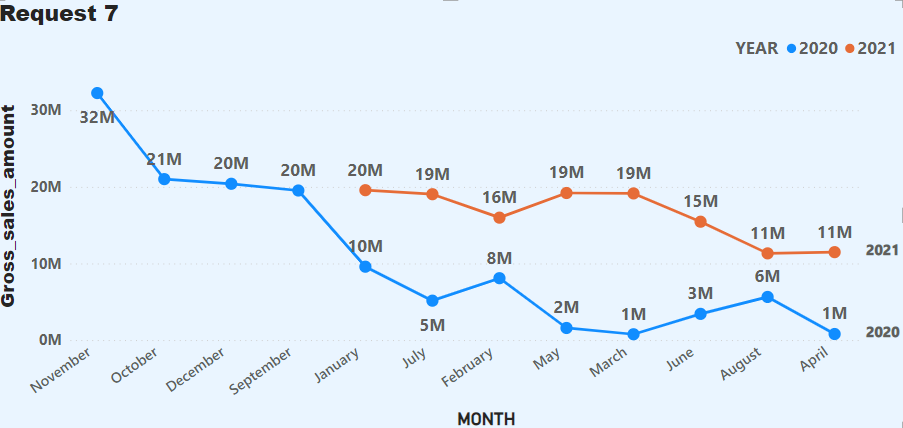 Request 7
YEAR 2020 2021
Gross_sales_amount
30M
20M
10M
0M
32M
21M
20M
20M
10M
5M
8M
2M
1M
3M
6M
1M
20M
19M
16M
19M
19M
15M
11M
11M
2021
2020
November
October
December
September
January
July
February
May
March
June
August
April
MONTH